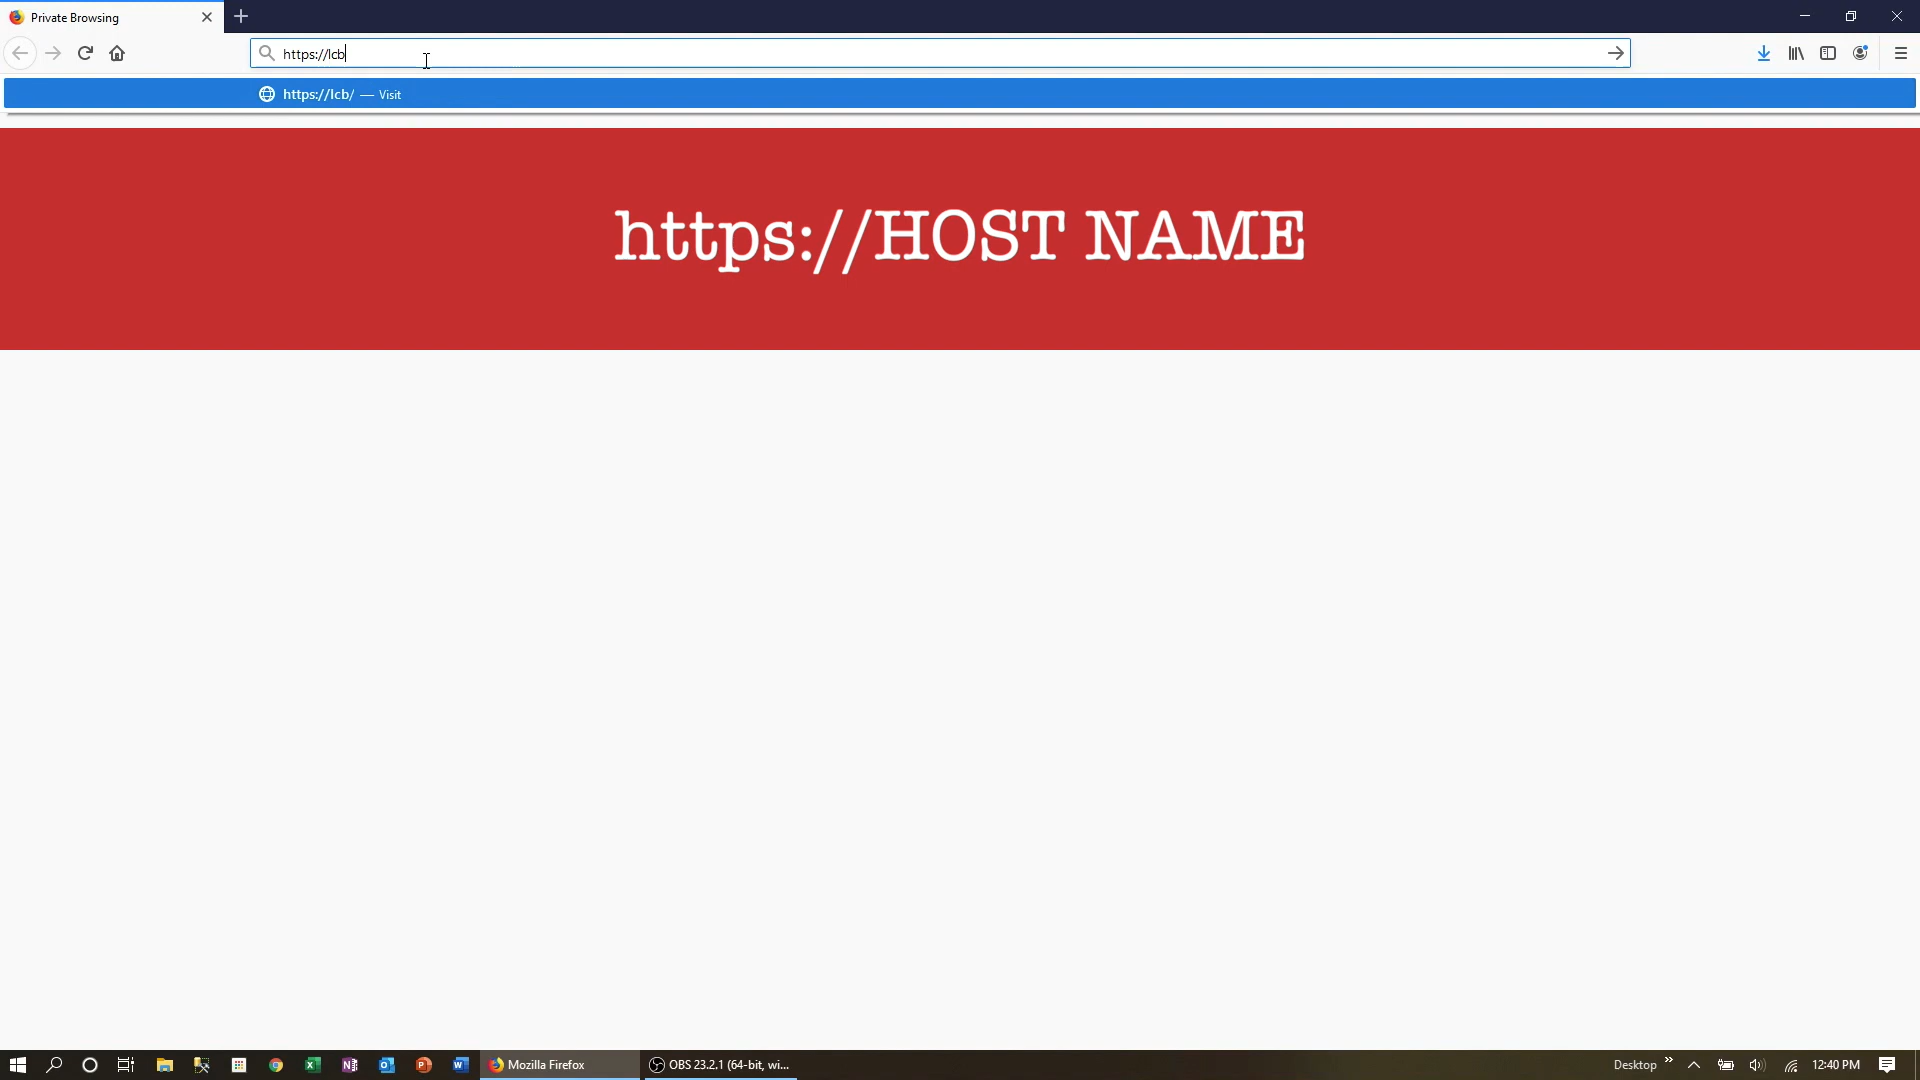 Private Browsing
https://lcb
https://lcb/ — Visit
https://HOST NAME
Mozilla Firefox
OBS 23.2.1 (64-bit, wi...
Desktop
12:40 PM